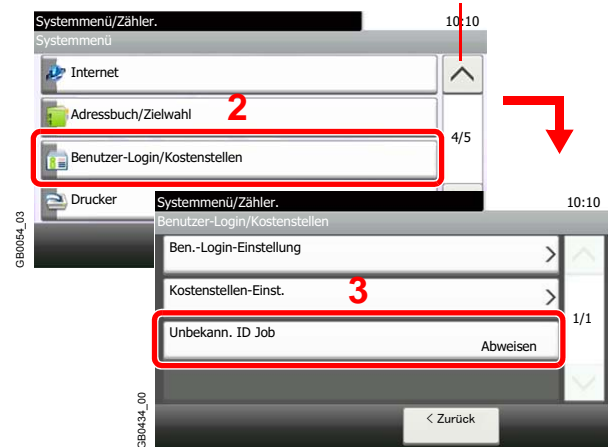 Systemmenü/Zähler.
10:10
Systemmenü
Internet
Adressbuch/Zielwahl
2
4/5
Benutzer-Login/Kostenstellen
Drucker
GB0054_03
Systemmenü/Zähler.
10:10
Benutzer-Login/Kostenstellen
Ben.-Login-Einstellung
Kostenstellen-Einst.
3
1/1
Unbekann. ID Job
Abweisen
< Zurück
GB0434_00